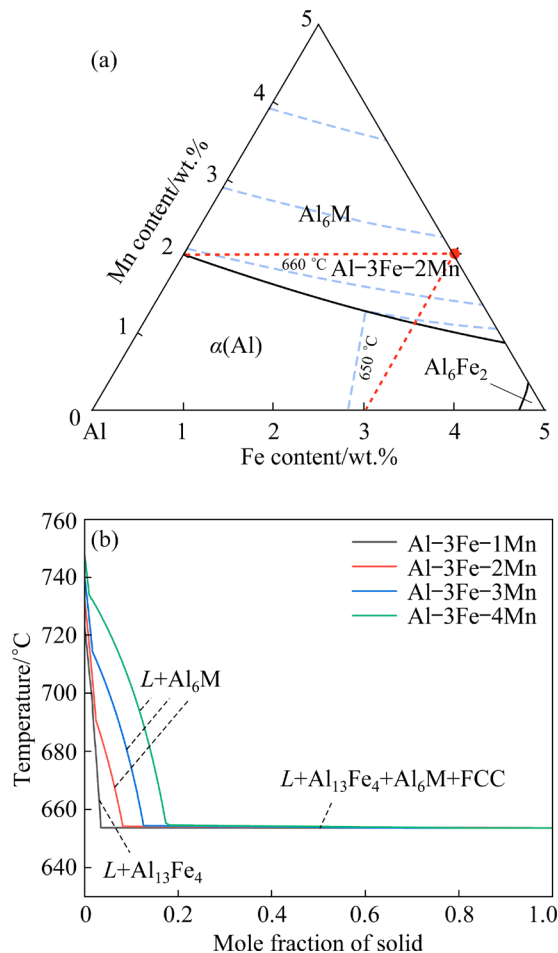 (a)
5
4
3
2
1
0
Mn content/wt.%
Al₆M
660 °C
Al−3Fe−2Mn
α(Al)
650 °C
Al₆Fe₂
Al
1
2
3
4
5
Fe content/wt.%
(b)
760
740
720
700
680
660
640
Temperature/°C
Al−3Fe−1Mn
Al−3Fe−2Mn
Al−3Fe−3Mn
Al−3Fe−4Mn
L+Al₆M
L+Al₁₃Fe₄+Al₆M+FCC
L+Al₁₃Fe₄
0
0.2
0.4
0.6
0.8
1.0
Mole fraction of solid